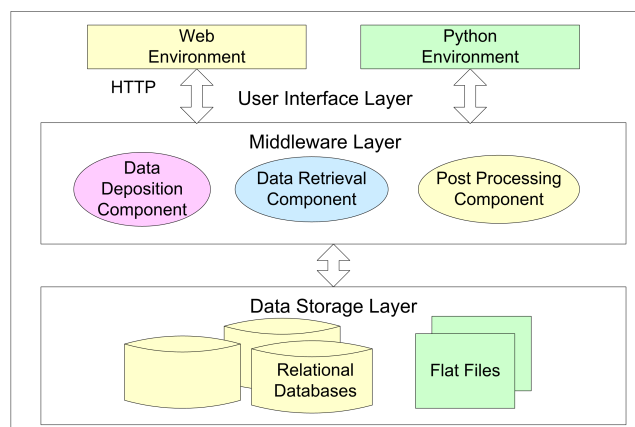 Web
Environment
Python
Environment
HTTP
User Interface Layer
Middleware Layer
Data
Deposition
Component
Data Retrieval
Component
Post Processing
Component
Data Storage Layer
Relational
Databases
Flat Files